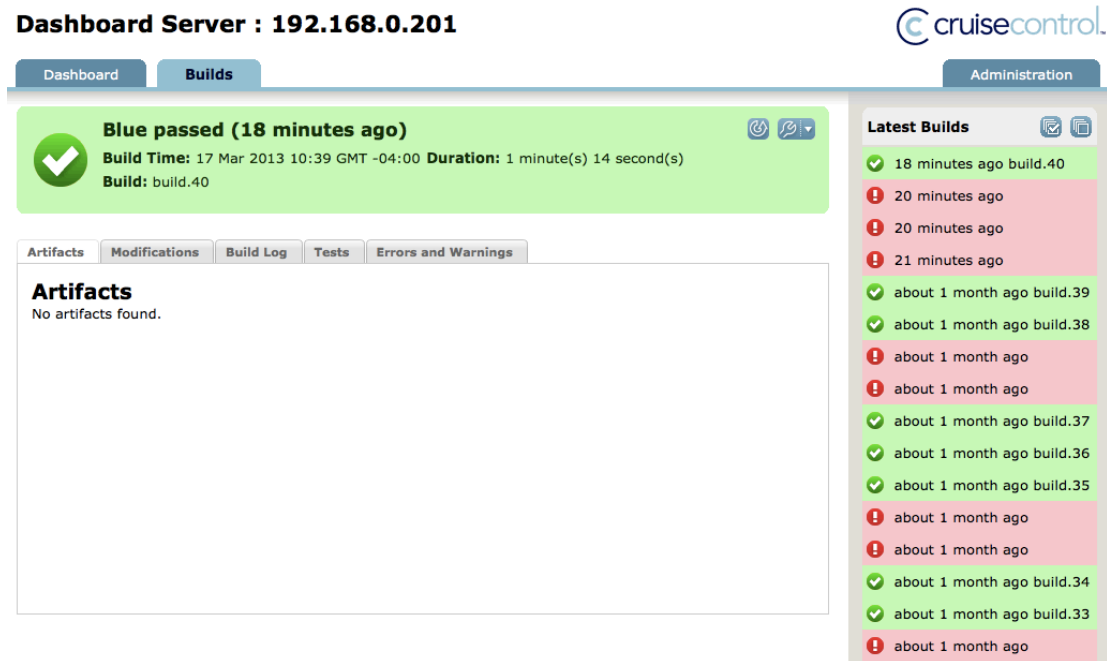 Dashboard Server : 192.168.0.201
cruisecontrol™
Dashboard
Builds
Administration
Blue passed (18 minutes ago)
Build Time: 17 Mar 2013 10:39 GMT -04:00 Duration: 1 minute(s) 14 second(s)
Build: build.40
Artifacts
Modifications
Build Log
Tests
Errors and Warnings
Artifacts
No artifacts found.
Latest Builds
18 minutes ago build.40
20 minutes ago
20 minutes ago
21 minutes ago
about 1 month ago build.39
about 1 month ago build.38
about 1 month ago
about 1 month ago
about 1 month ago build.37
about 1 month ago build.36
about 1 month ago build.35
about 1 month ago
about 1 month ago
about 1 month ago build.34
about 1 month ago build.33
about 1 month ago